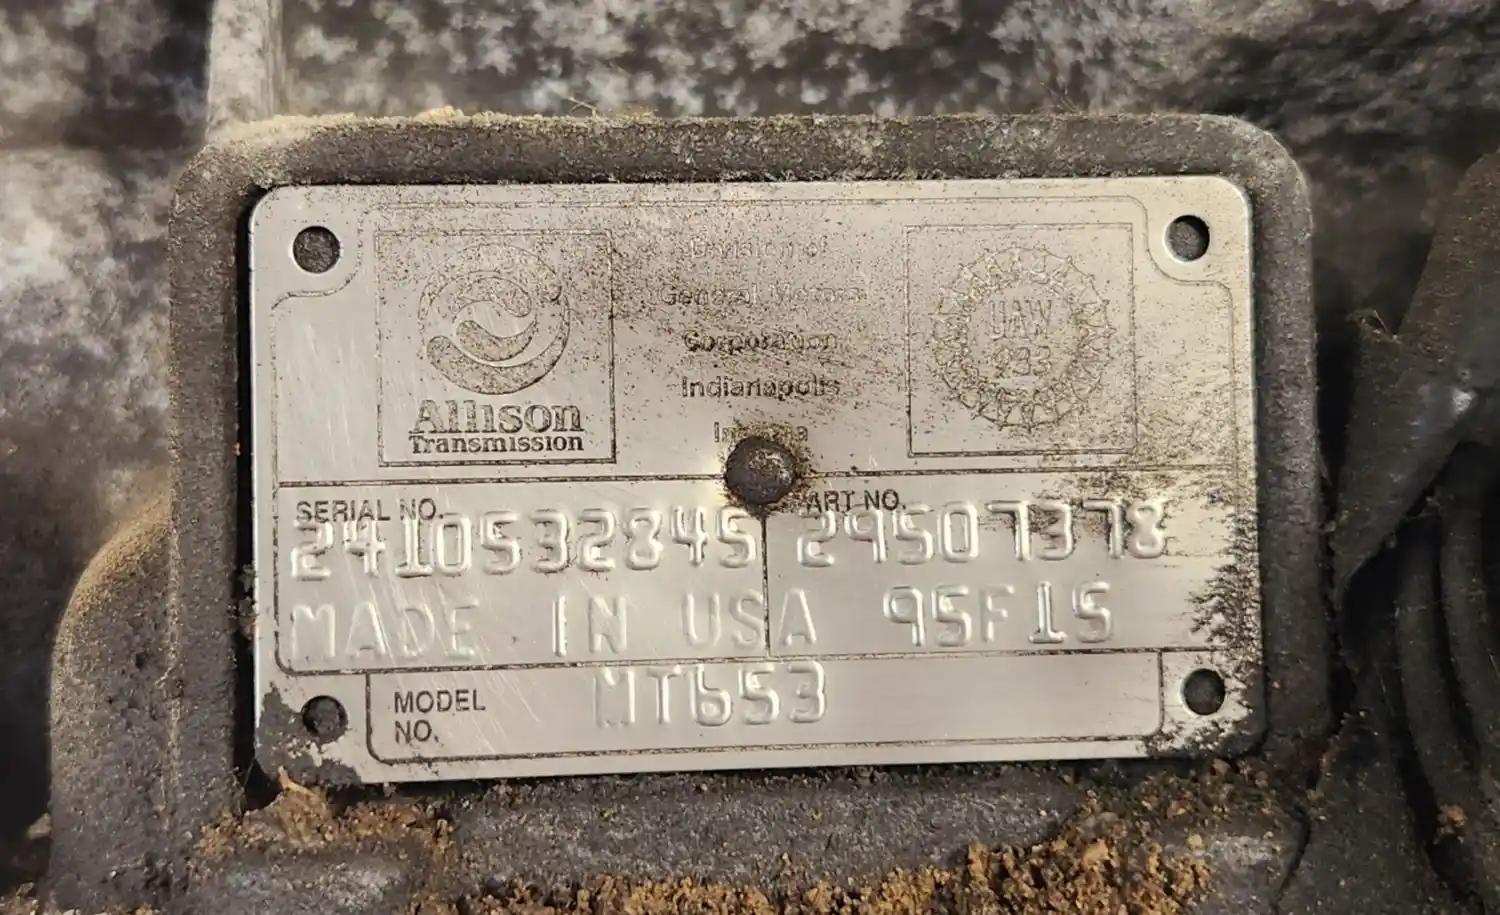 Division of
General Motors
Corporation
Indianapolis
Indiana
Allison
Transmission
UAW
933
SERIAL NO.
2410532845
PART NO.
29507378
MADE IN USA 95F15
MODEL NO.
MT653